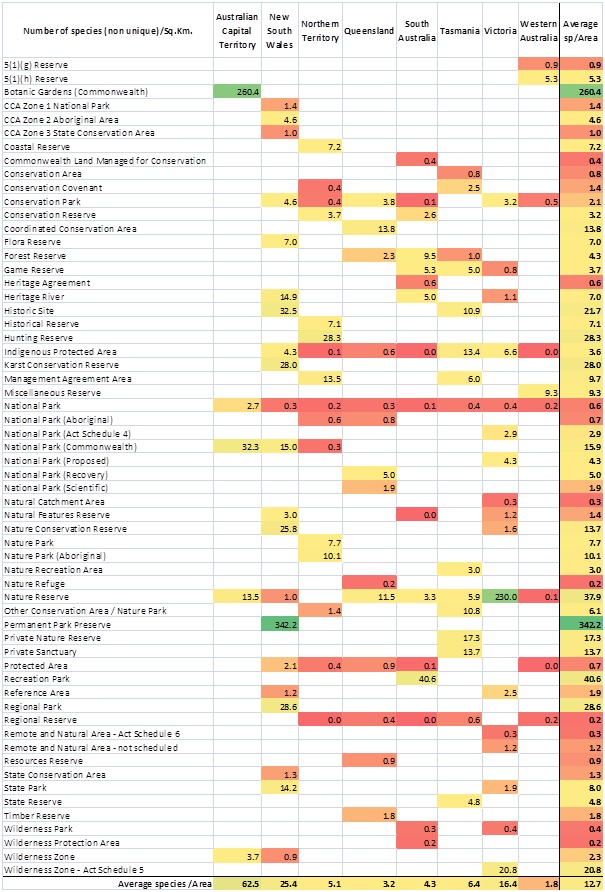 Number of species (non unique)/Sq.Km. Australian Capital Territory New South Wales Northern Territory Queensland South Australia Tasmania Victoria Western Australia Average sp/Area
5(1)(g) Reserve 0.9 0.9
5(1)(h) Reserve 5.3 5.3
Botanic Gardens (Commonwealth) 260.4 260.4
CCA Zone 1 National Park 1.4 1.4
CCA Zone 2 Aboriginal Area 4.6 4.6
CCA Zone 3 State Conservation Area 1.0 1.0
Coastal Reserve 7.2 7.2
Commonwealth Land Managed for Conservation 0.4 0.4
Conservation Area 0.8 0.8
Conservation Covenant 0.4 2.5 1.4
Conservation Park 4.6 0.4 3.8 0.1 3.2 0.5 2.1
Conservation Reserve 3.7 2.6 3.2
Coordinated Conservation Area 13.8 13.8
Flora Reserve 7.0 7.0
Forest Reserve 2.3 9.5 1.0 4.3
Game Reserve 5.3 5.0 0.8 3.7
Heritage Agreement 0.6 0.6
Heritage River 14.9 5.0 1.1 7.0
Historic Site 32.5 10.9 21.7
Historical Reserve 7.1 7.1
Hunting Reserve 28.3 28.3
Indigenous Protected Area 4.3 0.1 0.6 0.0 13.4 6.6 0.0 3.6
Karst Conservation Reserve 28.0 28.0
Management Agreement Area 13.5 6.0 9.7
Miscellaneous Reserve 9.3 9.3
National Park 2.7 0.3 0.2 0.3 0.1 0.4 0.4 0.2 0.6
National Park (Aboriginal) 0.6 0.8 0.7
National Park (Act Schedule 4) 2.9 2.9
National Park (Commonwealth) 32.3 15.0 0.3 15.9
National Park (Proposed) 4.3 4.3
National Park (Recovery) 5.0 5.0
National Park (Scientific) 1.9 1.9
Natural Catchment Area 0.3 0.3
Natural Features Reserve 3.0 0.0 1.2 1.4
Nature Conservation Reserve 25.8 1.6 13.7
Nature Park 7.7 7.7
Nature Park (Aboriginal) 10.1 10.1
Nature Recreation Area 3.0 3.0
Nature Refuge 0.2 0.2
Nature Reserve 13.5 1.0 11.5 3.3 5.9 230.0 0.1 37.9
Other Conservation Area / Nature Park 1.4 10.8 6.1
Permanent Park Preserve 342.2 342.2
Private Nature Reserve 17.3 17.3
Private Sanctuary 13.7 13.7
Protected Area 2.1 0.4 0.9 0.1 0.0 0.7
Recreation Park 40.6 40.6
Reference Area 1.2 2.5 1.9
Regional Park 28.6 28.6
Regional Reserve 0.0 0.4 0.0 0.6 0.2 0.2
Remote and Natural Area - Act Schedule 6 0.3 0.3
Remote and Natural Area - not scheduled 1.2 1.2
Resources Reserve 0.9 0.9
State Conservation Area 1.3 1.3
State Park 14.2 1.9 8.0
State Reserve 4.8 4.8
Timber Reserve 1.8 1.8
Wilderness Park 0.3 0.4 0.4
Wilderness Protection Area 0.2 0.2
Wilderness Zone 3.7 0.9 2.3
Wilderness Zone - Act Schedule 5 20.8 20.8
Average species /Area 62.5 25.4 5.1 3.2 4.3 6.4 16.4 1.8 12.7